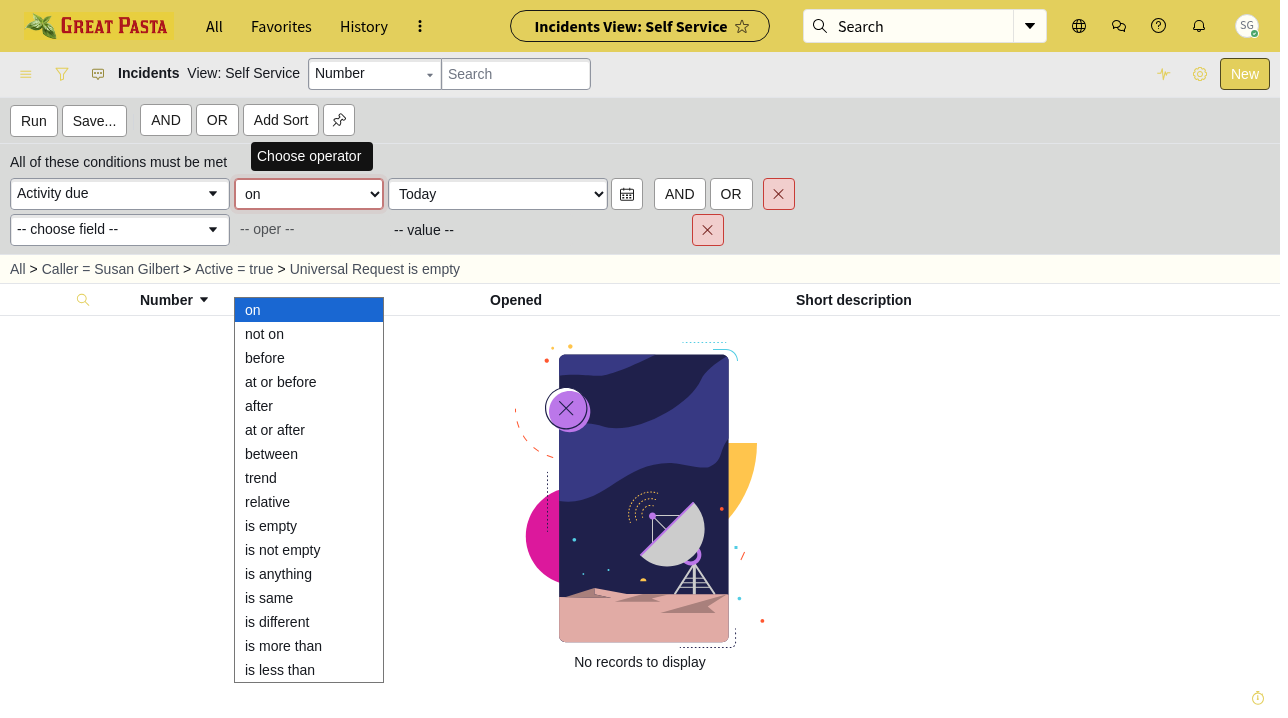 GREAT PASTA All Favorites History Incidents View: Self Service Search SG
Incidents View: Self Service Number Search New
Run Save... AND OR Add Sort
All of these conditions must be met Choose operator
Activity due on Today AND OR
-- choose field -- -- oper -- -- value --
All > Caller = Susan Gilbert > Active = true > Universal Request is empty
Number Opened Short description
on
not on
before
at or before
after
at or after
between
trend
relative
is empty
is not empty
is anything
is same
is different
is more than
is less than
No records to display